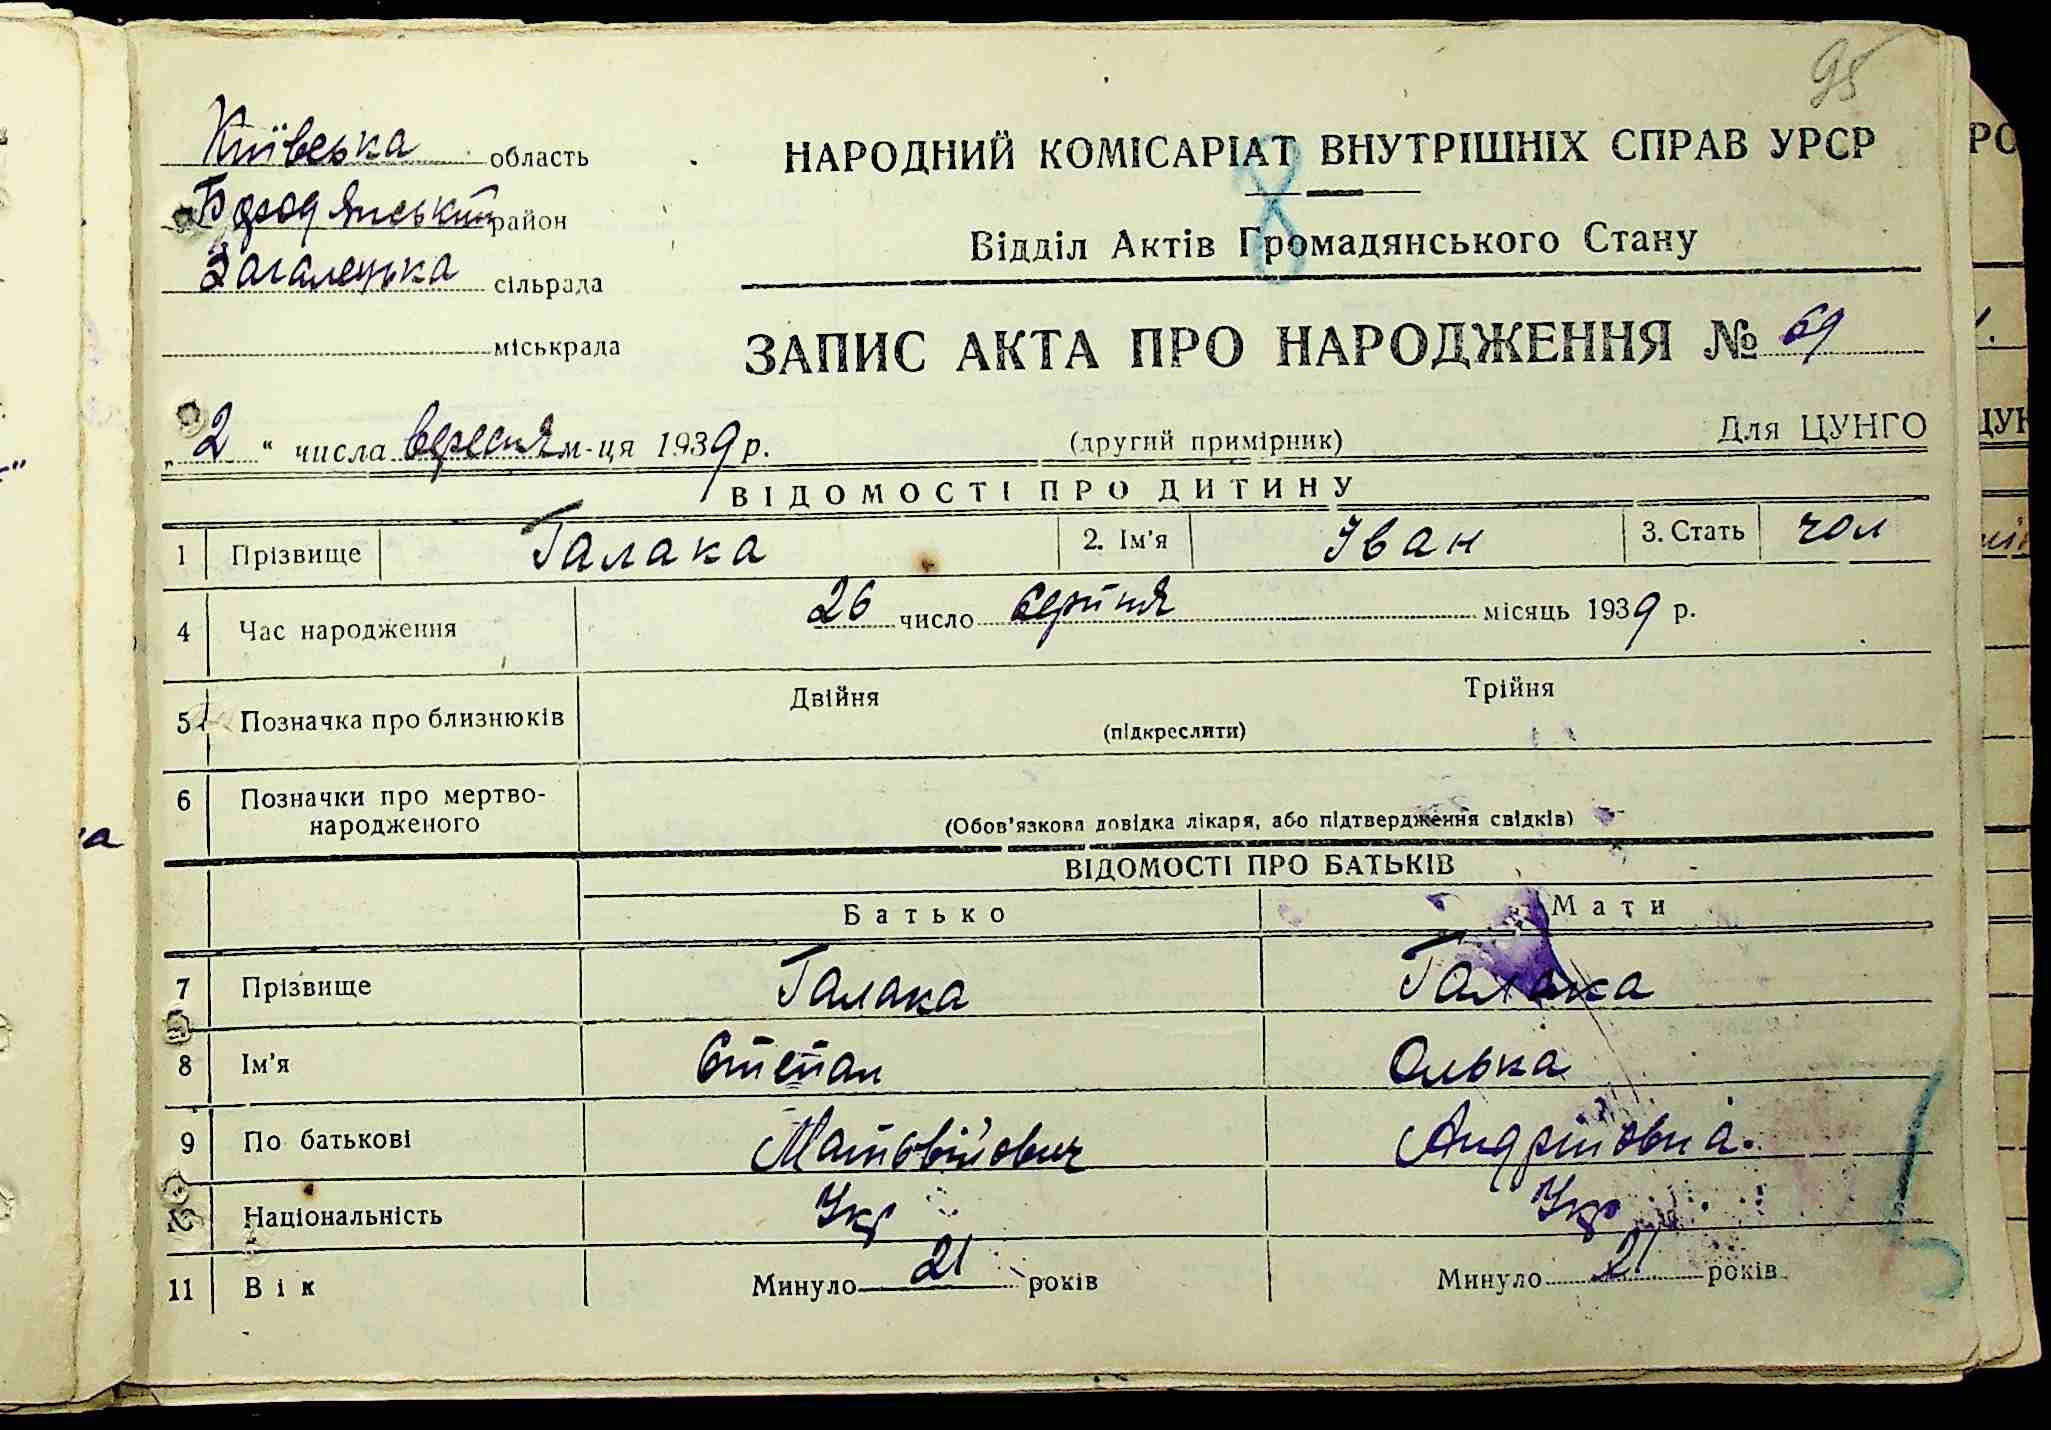 95
Київська область
Бородянський район
Загалецька сільрада
міськрада
НАРОДНИЙ КОМІСАРІАТ ВНУТРІШНІХ СПРАВ УРСР
8
Відділ Актів Громадянського Стану
ЗАПИС АКТА ПРО НАРОДЖЕННЯ № 69
„ 2 “ числа вересня м-ця 1939 р. (другий примірник) Для ЦУНГО
ВІДОМОСТІ ПРО ДИТИНУ
1 Прізвище Галака 2. Ім'я Іван 3. Стать чол
4 Час народження 26 число серпня місяць 1939 р.
5 Позначка про близнюків Двійня Трійня
(підкреслити)
6 Позначки про мертво-
народженого
(Обов'язкова довідка лікаря, або підтвердження свідків)
ВІДОМОСТІ ПРО БАТЬКІВ
Батько Мати
7 Прізвище Галака Галака
8 Ім'я Степан Олька
9 По батькові Матвійович Андріївна
10 Національність Укр Укр
11 Вік Минуло 21 років Минуло 21 років